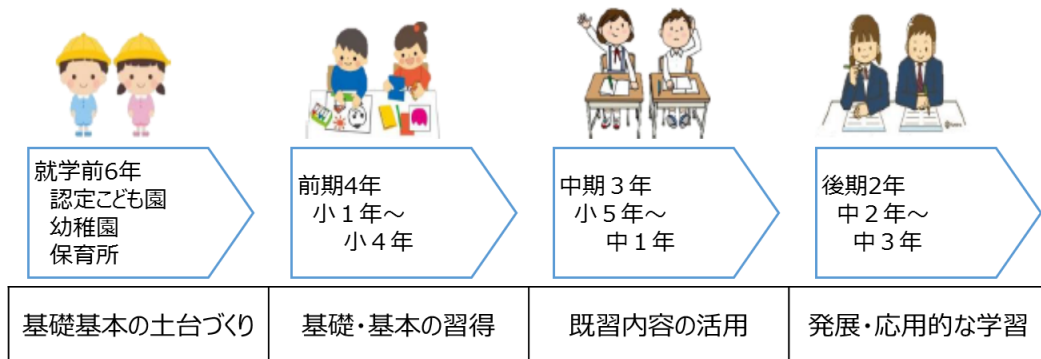 就学前6年
認定こども園
幼稚園
保育所
前期4年
小１年～
小４年
中期３年
小５年～
中１年
後期2年
中２年～
中３年
基礎基本の土台づくり
基礎・基本の習得
既習内容の活用
発展・応用的な学習